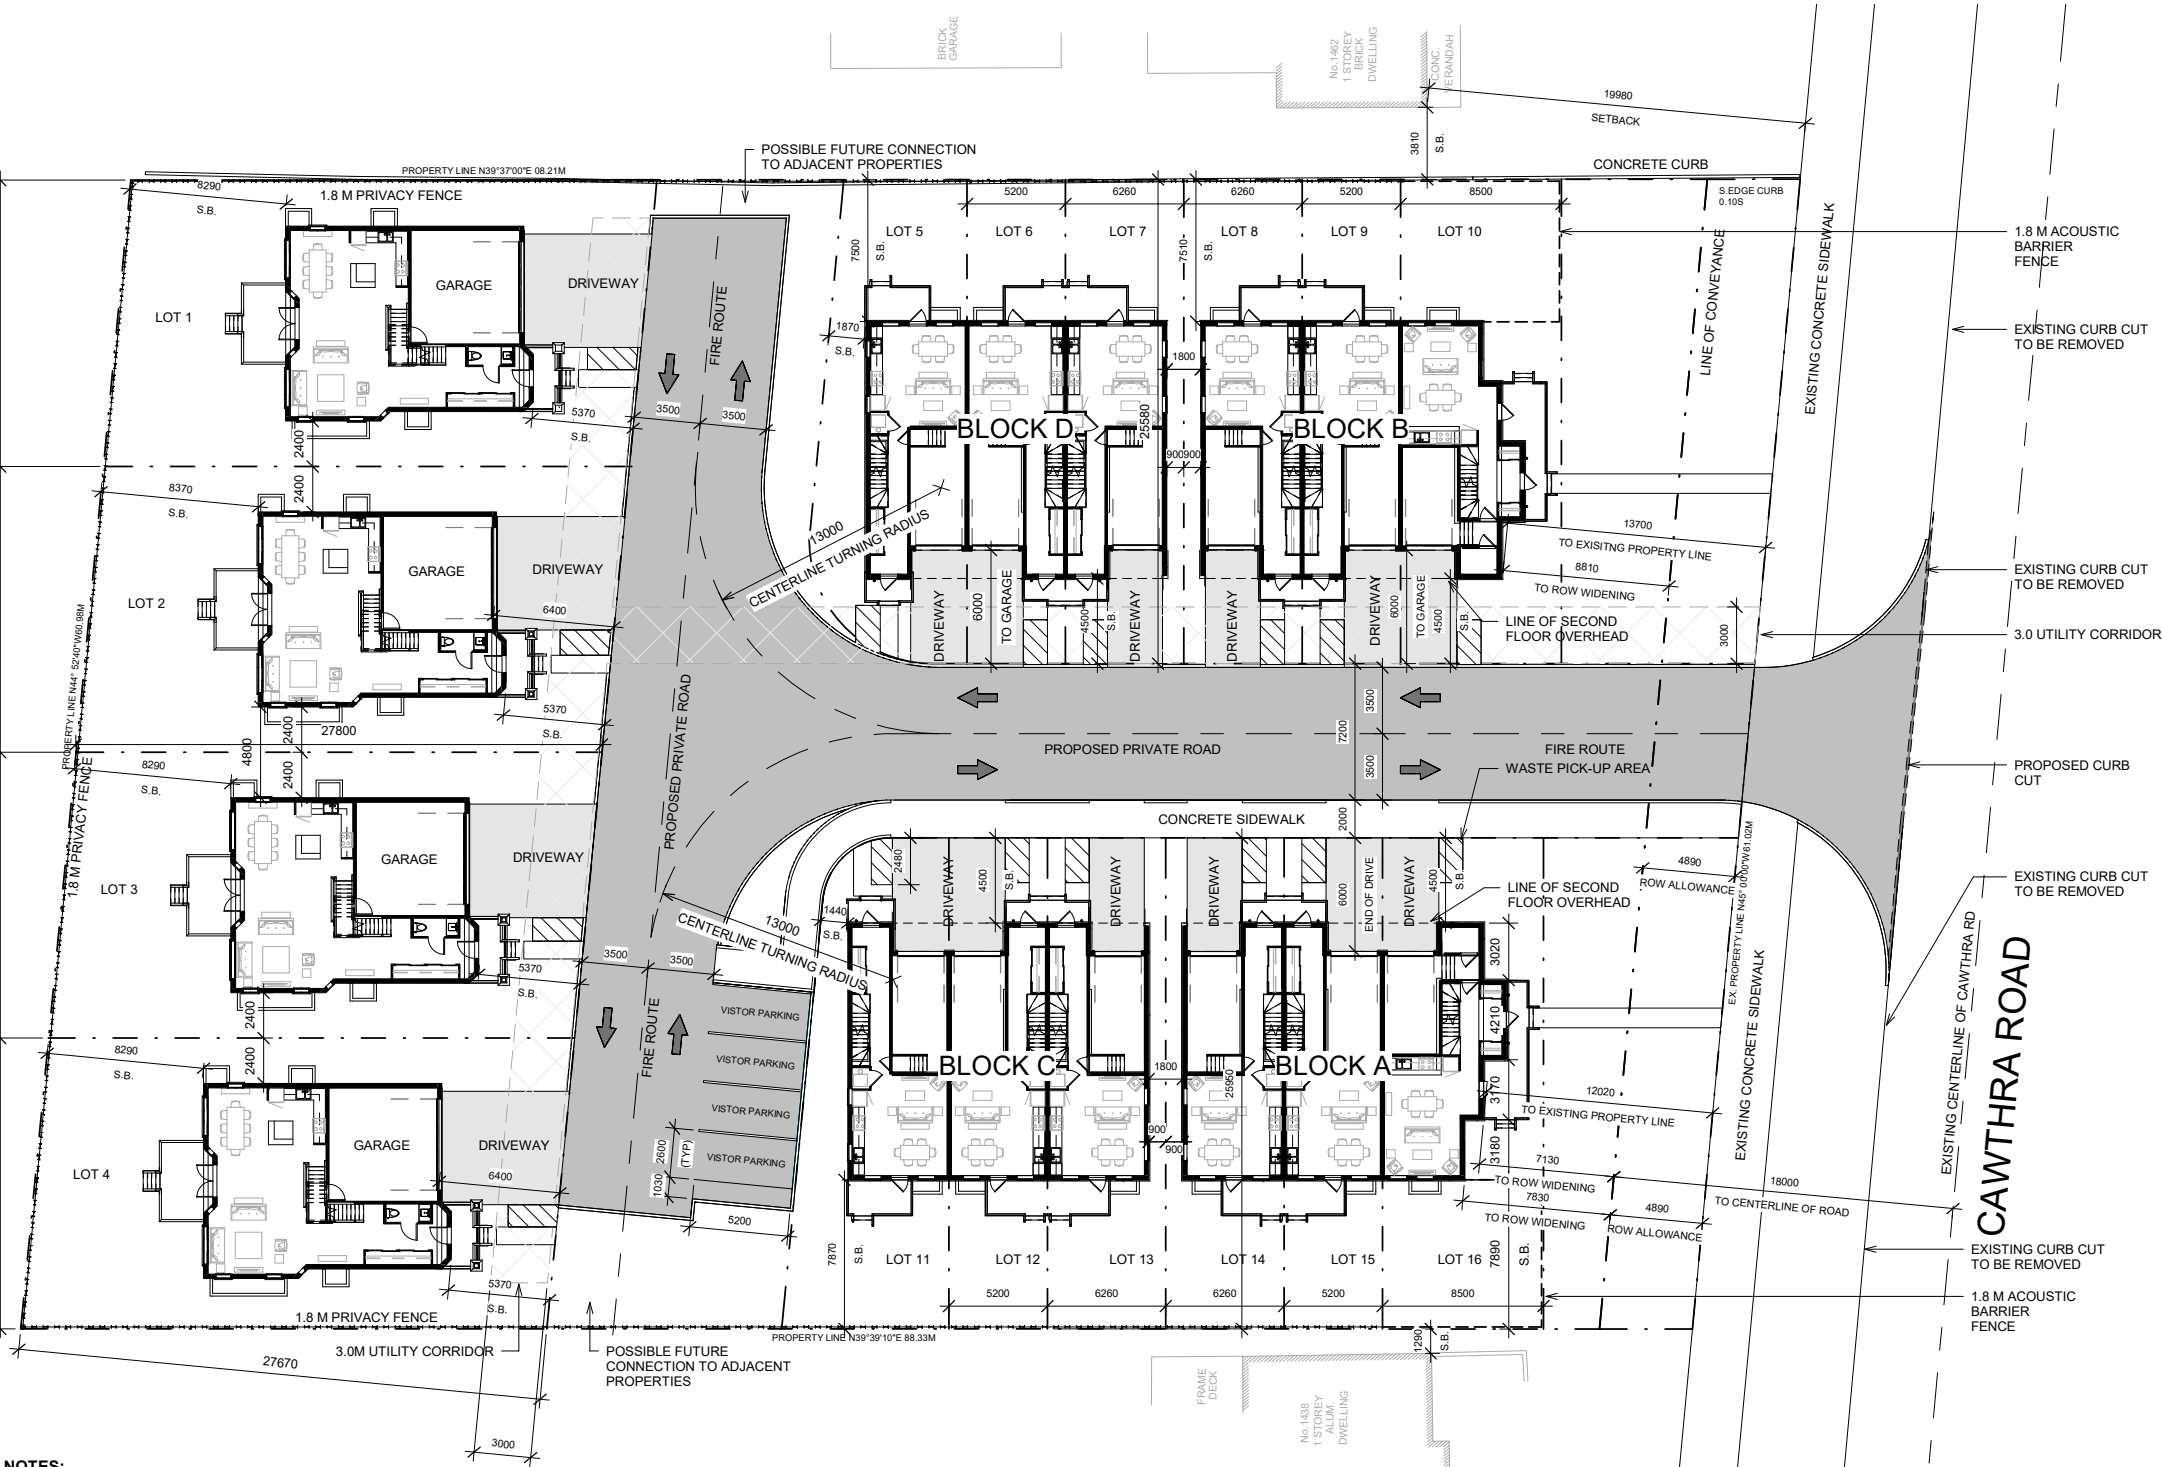 BRICK
GARAGE
No.1462
1 STOREY
BRICK
DWELLING
CONC.
VERANDAH
19980
SETBACK
3810
S.B.
POSSIBLE FUTURE CONNECTION
TO ADJACENT PROPERTIES
CONCRETE CURB
PROPERTY LINE N39°37'00"E 08.21M
1.8 M PRIVACY FENCE
8290
S.B.
5200
6260
6260
5200
8500
S.EDGE CURB
0.10S
LOT 5
LOT 6
LOT 7
LOT 8
LOT 9
LOT 10
7500
S.B.
7510
S.B.
1.8 M ACOUSTIC
BARRIER
FENCE
LINE OF CONVEYANCE
EXISTING CONCRETE SIDEWALK
LOT 1
GARAGE
DRIVEWAY
FIRE ROUTE
1870
S.B.
1800
EXISTING CURB CUT
TO BE REMOVED
5370
S.B.
3500
3500
2400
2400
BLOCK D
25580
BLOCK B
900
900
8370
S.B.
13000
CENTERLINE TURNING RADIUS
13700
TO EXISITNG PROPERTY LINE
8810
TO ROW WIDENING
EXISTING CURB CUT
TO BE REMOVED
LOT 2
GARAGE
DRIVEWAY
6400
DRIVEWAY
6000
TO GARAGE
4500
S.B.
DRIVEWAY
DRIVEWAY
DRIVEWAY
6000
TO GARAGE
4500
S.B.
LINE OF SECOND
FLOOR OVERHEAD
3000
3.0 UTILITY CORRIDOR
PROPERTY LINE N44° 52'40"W60.98M
5370
S.B.
2400
4800
27800
2400
PROPOSED PRIVATE ROAD
PROPOSED PRIVATE ROAD
7200
3500
3500
FIRE ROUTE
WASTE PICK-UP AREA
PROPOSED CURB
CUT
8290
S.B.
1.8 M PRIVACY FENCE
CONCRETE SIDEWALK
2000
LOT 3
GARAGE
DRIVEWAY
2480
DRIVEWAY
4500
S.B.
DRIVEWAY
DRIVEWAY
6000
END OF DRIVE
DRIVEWAY
4500
S.B.
LINE OF SECOND
FLOOR OVERHEAD
4890
ROW ALLOWANCE
EX. PROPERTY LINE N45° 00'00"W61.02M
EXISTING CURB CUT
TO BE REMOVED
1440
S.B.
13000
CENTERLINE TURNING RADIUS
5370
S.B.
3500
3500
3020
4210
3170
3180
EXISTING CONCRETE SIDEWALK
EXISTING CENTERLINE OF CAWTHRA RD
CAWTHRA ROAD
2400
2400
8290
S.B.
FIRE ROUTE
VISTOR PARKING
VISTOR PARKING
VISTOR PARKING
VISTOR PARKING
BLOCK C
1800
25950
BLOCK A
900
900
12020
TO EXISTING PROPERTY LINE
7130
TO ROW WIDENING
7830
TO ROW WIDENING
4890
ROW ALLOWANCE
18000
TO CENTERLINE OF ROAD
LOT 4
GARAGE
DRIVEWAY
6400
2600
(TYP)
1030
5200
7870
S.B.
LOT 11
LOT 12
LOT 13
LOT 14
LOT 15
LOT 16
7890
S.B.
EXISTING CURB CUT
TO BE REMOVED
5370
S.B.
5200
6260
6260
5200
8500
1.8 M ACOUSTIC
BARRIER
FENCE
1.8 M PRIVACY FENCE
PROPERTY LINE N39°39'10"E 88.33M
1290
S.B.
3.0M UTILITY CORRIDOR
POSSIBLE FUTURE
CONNECTION TO ADJACENT
PROPERTIES
27670
3000
FRAME
DECK
No.1438
1 STOREY
ALUM.
DWELLING
NOTES: